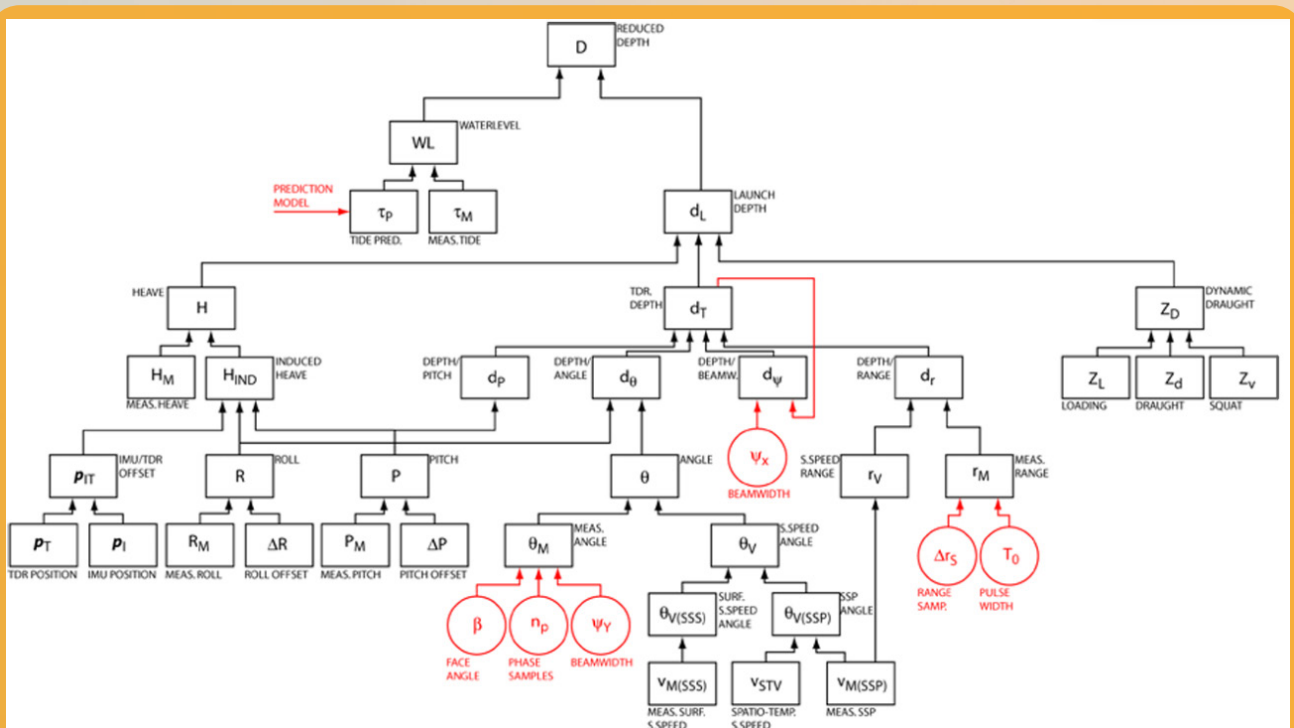 D
REDUCED
DEPTH
WL
WATERLEVEL
PREDICTION
MODEL
τP
τM
TIDE PRED.
MEAS. TIDE
dL
LAUNCH
DEPTH
HEAVE
H
TDR.
DEPTH
dT
ZD
DYNAMIC
DRAUGHT
HM
MEAS. HEAVE
HIND
INDUCED
HEAVE
DEPTH/
PITCH
dP
DEPTH/
ANGLE
dθ
DEPTH/
BEAMW.
dψ
DEPTH/
RANGE
dr
ZL
LOADING
Zd
DRAUGHT
Zv
SQUAT
pIT
IMU/TDR
OFFSET
R
ROLL
P
PITCH
θ
ANGLE
ψx
BEAMWIDTH
S.SPEED
RANGE
rV
rM
MEAS.
RANGE
pT
TDR POSITION
pI
IMU POSITION
RM
MEAS. ROLL
ΔR
ROLL OFFSET
PM
MEAS. PITCH
ΔP
PITCH OFFSET
θM
MEAS.
ANGLE
θV
S.SPEED
ANGLE
ΔrS
RANGE
SAMP.
T0
PULSE
WIDTH
β
FACE
ANGLE
np
PHASE
SAMPLES
ψY
BEAMWIDTH
θV(SSS)
SURF.
S.SPEED
ANGLE
θV(SSP)
SSP
ANGLE
vM(SSS)
MEAS. SURF.
S.SPEED
vSTV
SPATIO-TEMP.
S.SPEED
vM(SSP)
MEAS. SSP